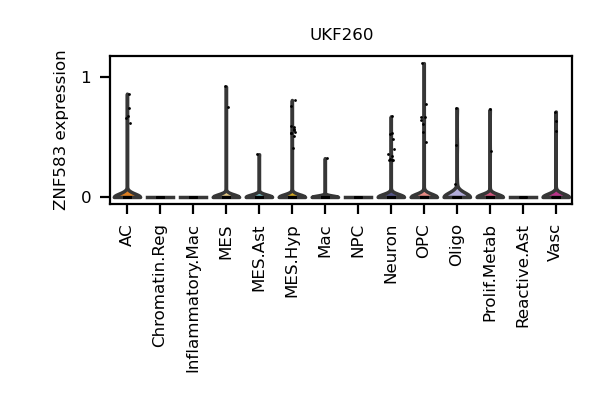 UKF260
ZNF583 expression
1
0
AC
Chromatin.Reg
Inflammatory.Mac
MES
MES.Ast
MES.Hyp
Mac
NPC
Neuron
OPC
Oligo
Prolif.Metab
Reactive.Ast
Vasc